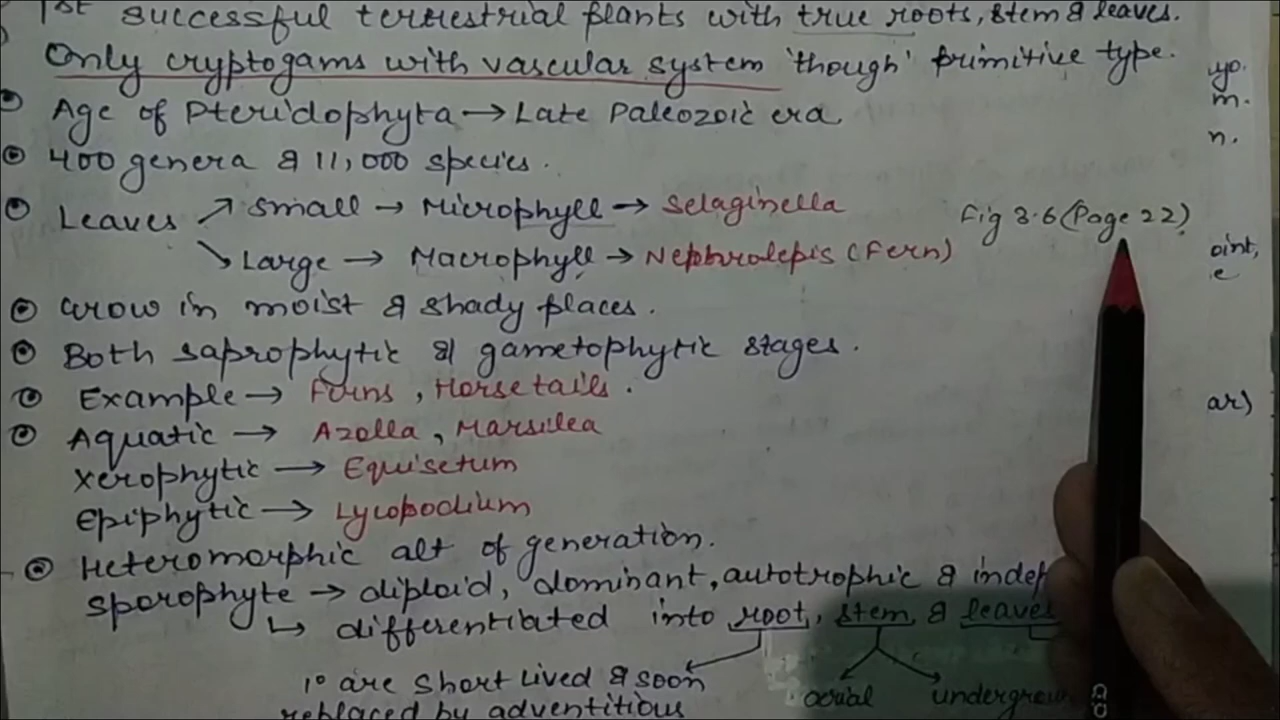 1st successful terrestrial plants with true roots, stem & leaves.
Only cryptogams with vascular system 'though' primitive type.
Age of Pteridophyta → Late Paleozoic era
400 genera & 11,000 species.
Leaves ↗ Small → Microphyll → Selaginella
↘ Large → Macrophyll → Nephrolepis (Fern)
Fig 3.6 (Page 22)
Grow in moist & shady places.
Both saprophytic & gametophytic stages.
Example → Ferns, Horsetails.
Aquatic → Azolla, Marsilea
Xerophytic → Equisetum
Epiphytic → Lycopodium
Heteromorphic alt of generation.
Sporophyte → diploid, dominant, autotrophic & indep
↳ differentiated into root, stem & leaves
1° are short lived & soon
replaced by adventitious
aerial undergrou
yo.
m.
n.
oint,
e
ar)